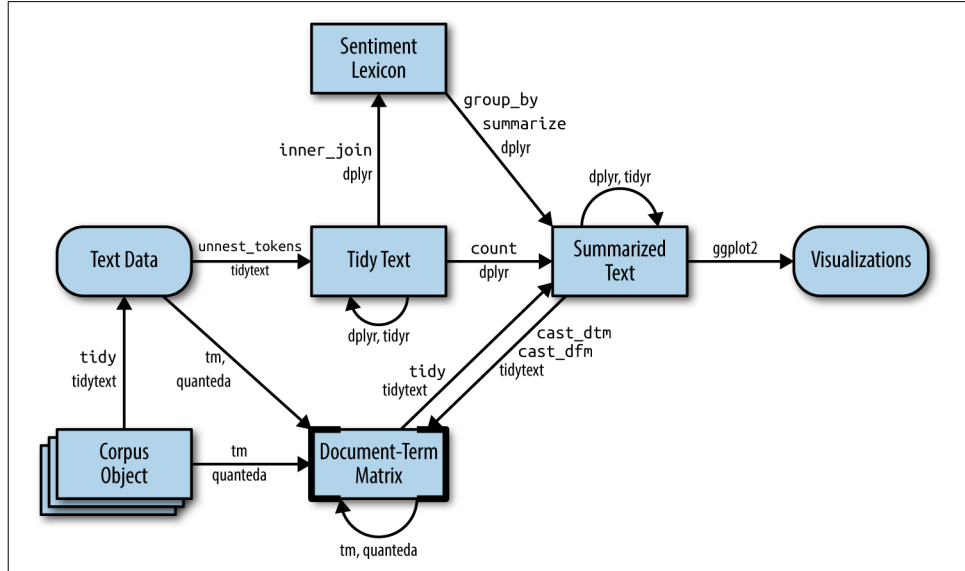 Sentiment
Lexicon
group_by
summarize
dplyr
inner_join
dplyr
dplyr, tidyr
Text Data
unnest_tokens
tidytext
Tidy Text
count
dplyr
Summarized
Text
ggplot2
Visualizations
dplyr, tidyr
cast_dtm
cast_dfm
tidytext
tidy
tidytext
tm,
quanteda
tidy
tidytext
Corpus
Object
tm
quanteda
Document-Term
Matrix
tm, quanteda